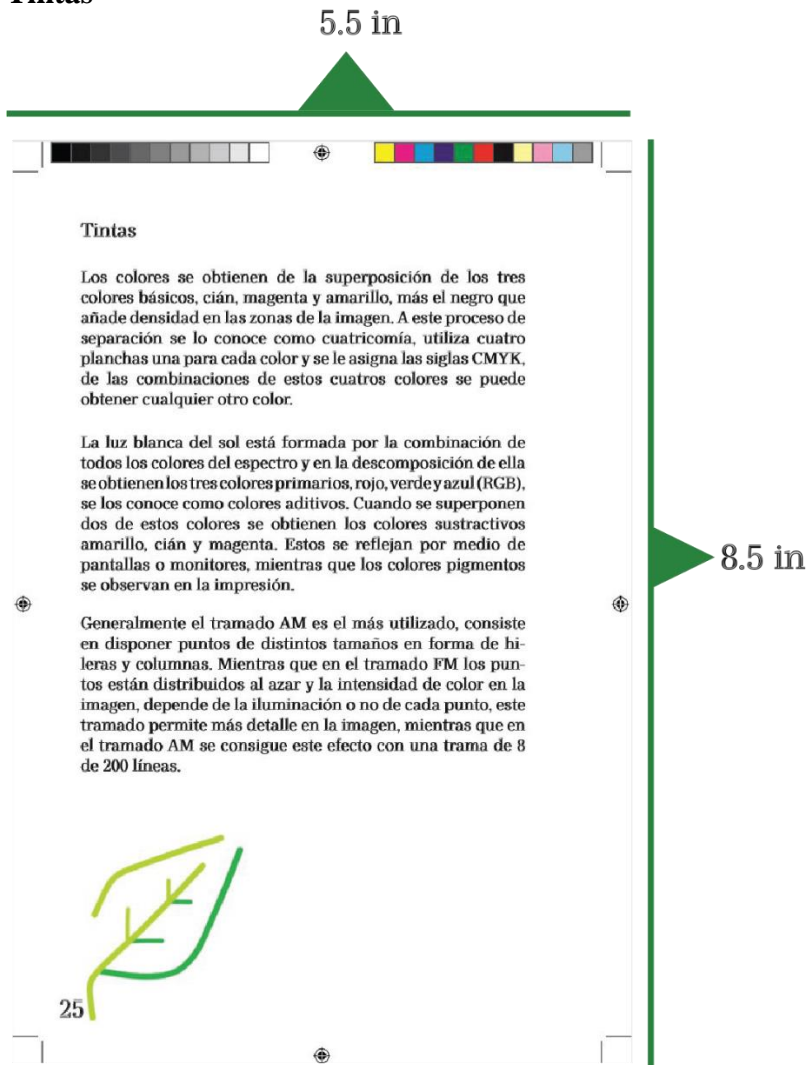 Tintas
5.5 in
Tintas
Los colores se obtienen de la superposición de los tres
colores básicos, cián, magenta y amarillo, más el negro que
añade densidad en las zonas de la imagen. A este proceso de
separación se lo conoce como cuatricomía, utiliza cuatro
planchas una para cada color y se le asigna las siglas CMYK,
de las combinaciones de estos cuatros colores se puede
obtener cualquier otro color.
La luz blanca del sol está formada por la combinación de
todos los colores del espectro y en la descomposición de ella
se obtienen los tres colores primarios, rojo, verde y azul (RGB),
se los conoce como colores aditivos. Cuando se superponen
dos de estos colores se obtienen los colores sustractivos
amarillo, cián y magenta. Estos se reflejan por medio de
pantallas o monitores, mientras que los colores pigmentos
se observan en la impresión.
8.5 in
Generalmente el tramado AM es el más utilizado, consiste
en disponer puntos de distintos tamaños en forma de hi-
leras y columnas. Mientras que en el tramado FM los pun-
tos están distribuidos al azar y la intensidad de color en la
imagen, depende de la iluminación o no de cada punto, este
tramado permite más detalle en la imagen, mientras que en
el tramado AM se consigue este efecto con una trama de 8
de 200 líneas.
25